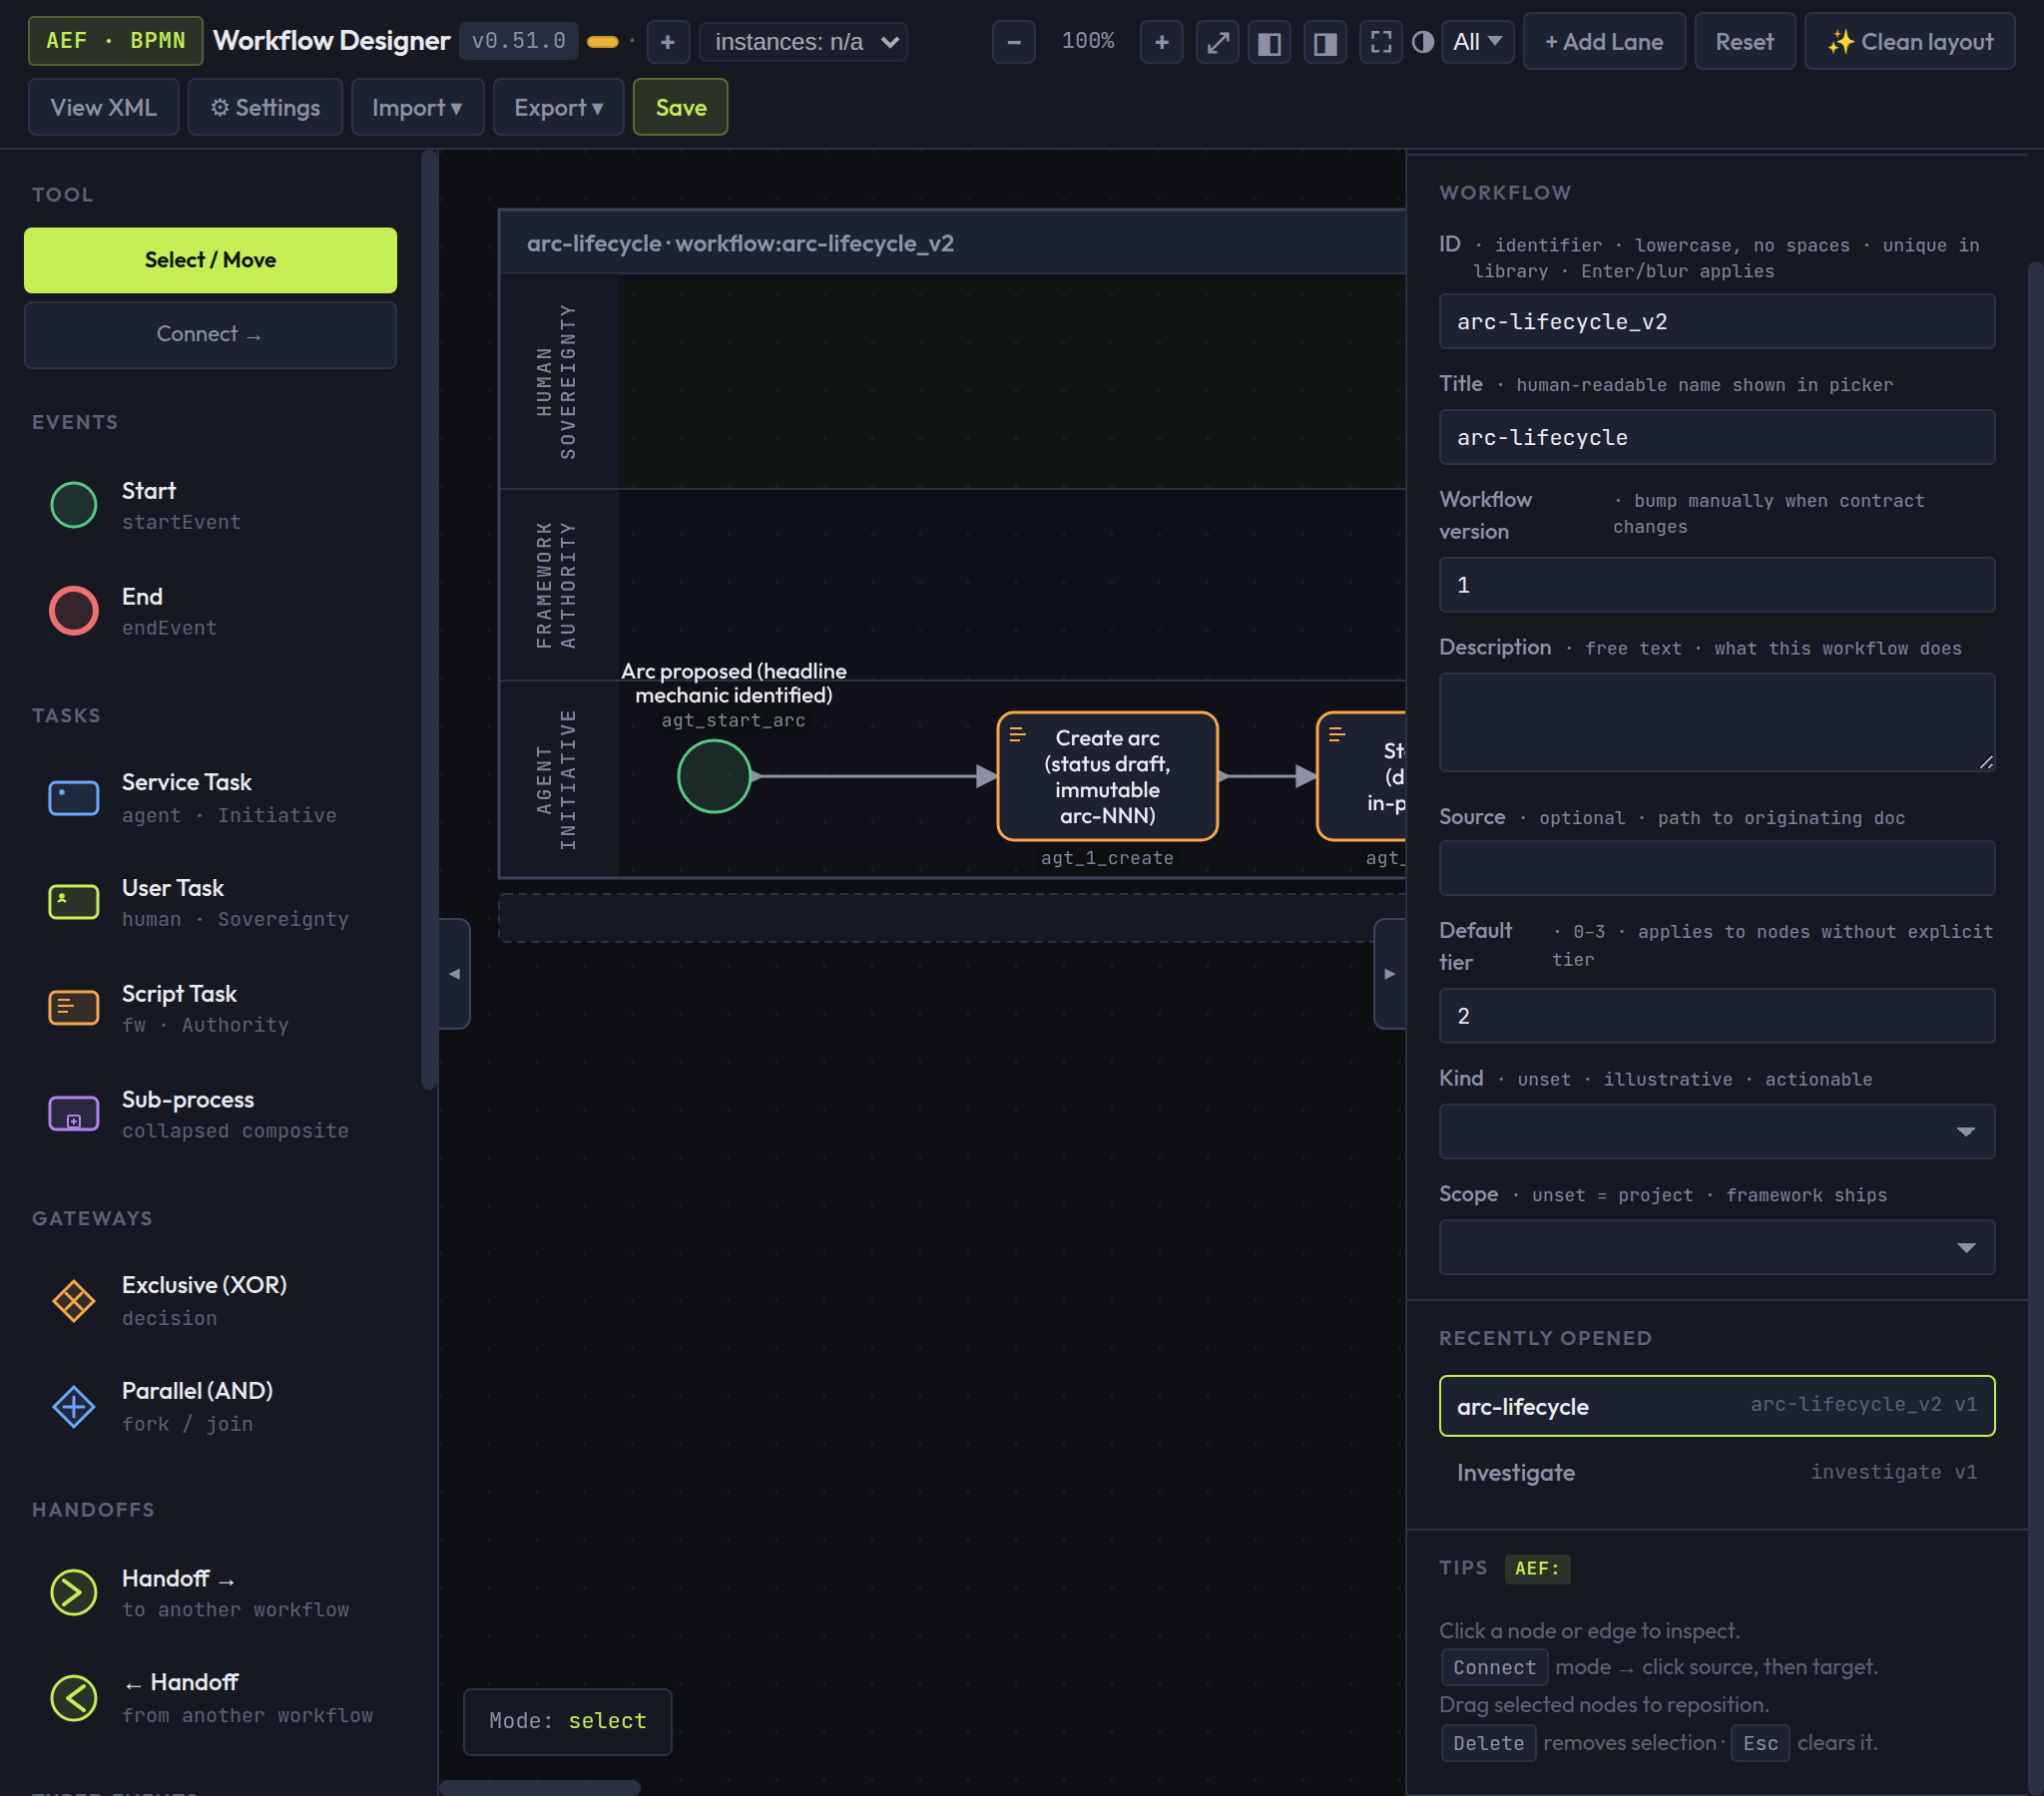 AEF · BPMN Workflow Designer v0.51.0 · + instances: n/a − 100% + All + Add Lane Reset ✨ Clean layout
View XML ⚙ Settings Import ▾ Export ▾ Save
TOOL
Select / Move
Connect →
EVENTS
Start
startEvent
End
endEvent
TASKS
Service Task
agent · Initiative
User Task
human · Sovereignty
Script Task
fw · Authority
Sub-process
collapsed composite
GATEWAYS
Exclusive (XOR)
decision
Parallel (AND)
fork / join
HANDOFFS
Handoff →
to another workflow
← Handoff
from another workflow
arc-lifecycle · workflow:arc-lifecycle_v2
HUMAN
SOVEREIGNTY
FRAMEWORK
AUTHORITY
AGENT
INITIATIVE
Arc proposed (headline
mechanic identified)
agt_start_arc
Create arc
(status draft,
immutable
arc-NNN)
agt_1_create
St
(d
in-p
agt_
Mode: select
WORKFLOW
ID · identifier · lowercase, no spaces · unique in
library · Enter/blur applies
arc-lifecycle_v2
Title · human-readable name shown in picker
arc-lifecycle
Workflow version · bump manually when contract
changes
1
Description · free text · what this workflow does
Source · optional · path to originating doc
Default tier · 0–3 · applies to nodes without explicit
tier
2
Kind · unset · illustrative · actionable
Scope · unset = project · framework ships
RECENTLY OPENED
arc-lifecycle arc-lifecycle_v2 v1
Investigate investigate v1
TIPS AEF:
Click a node or edge to inspect.
Connect mode → click source, then target.
Drag selected nodes to reposition.
Delete removes selection · Esc clears it.